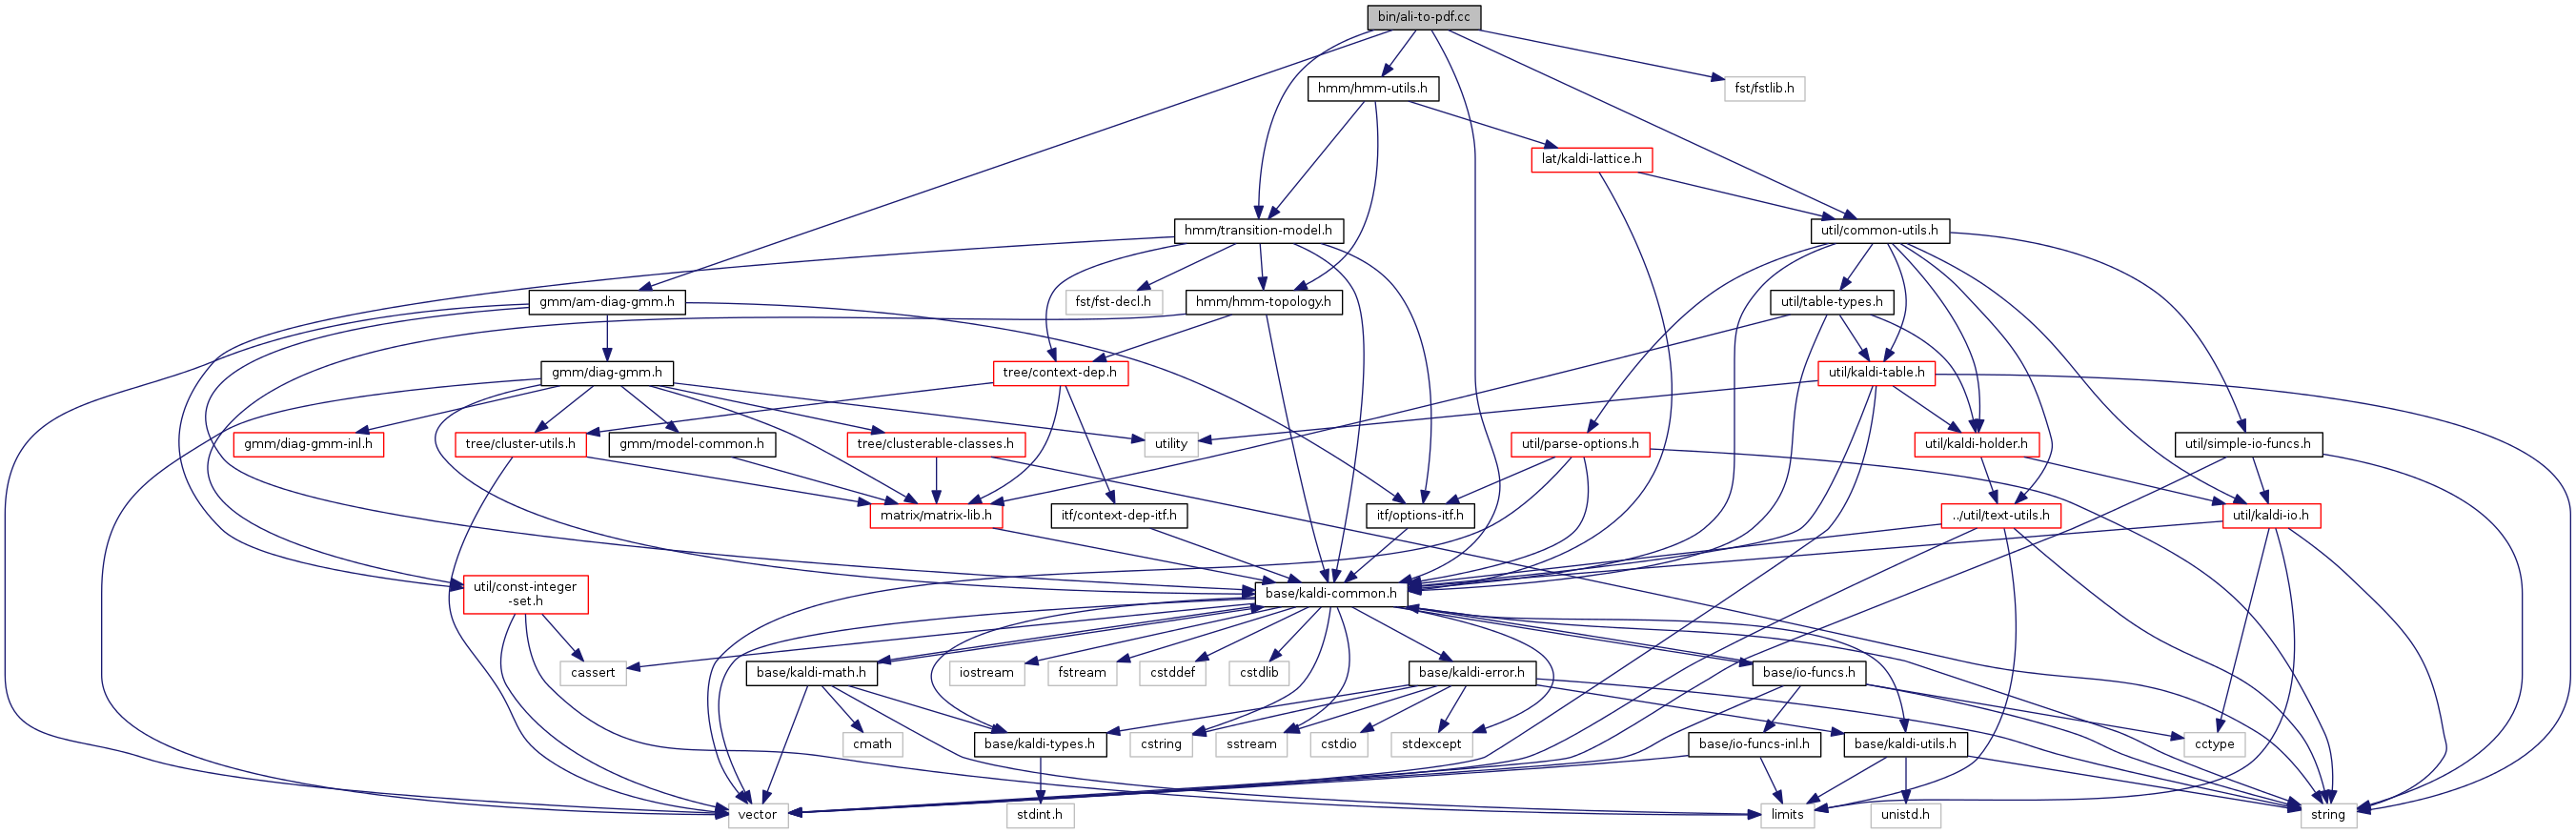 bin/ali-to-pdf.cc
hmm/hmm-utils.h
fst/fstlib.h
lat/kaldi-lattice.h
hmm/transition-model.h
util/common-utils.h
gmm/am-diag-gmm.h
fst/fst-decl.h
hmm/hmm-topology.h
util/table-types.h
gmm/diag-gmm.h
tree/context-dep.h
util/kaldi-table.h
gmm/diag-gmm-inl.h
tree/cluster-utils.h
gmm/model-common.h
tree/clusterable-classes.h
utility
util/parse-options.h
util/kaldi-holder.h
util/simple-io-funcs.h
matrix/matrix-lib.h
itf/context-dep-itf.h
itf/options-itf.h
../util/text-utils.h
util/kaldi-io.h
util/const-integer
-set.h
base/kaldi-common.h
cassert
base/kaldi-math.h
iostream
fstream
cstddef
cstdlib
base/kaldi-error.h
base/io-funcs.h
cmath
base/kaldi-types.h
cstring
sstream
cstdio
stdexcept
base/io-funcs-inl.h
base/kaldi-utils.h
cctype
vector
stdint.h
limits
unistd.h
string